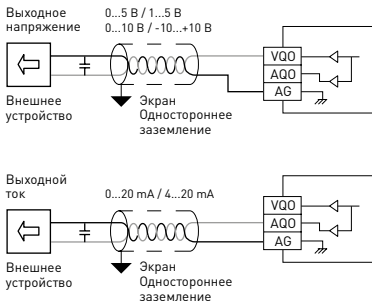 Выходное
напряжение
0...5 В / 1...5 В
0...10 В / -10...+10 В
VQO
AQO
AG
Внешнее
устройство
Экран
Одностороннее
заземление
Выходной
ток
0...20 mA / 4...20 mA
VQO
AQO
AG
Внешнее
устройство
Экран
Одностороннее
заземление